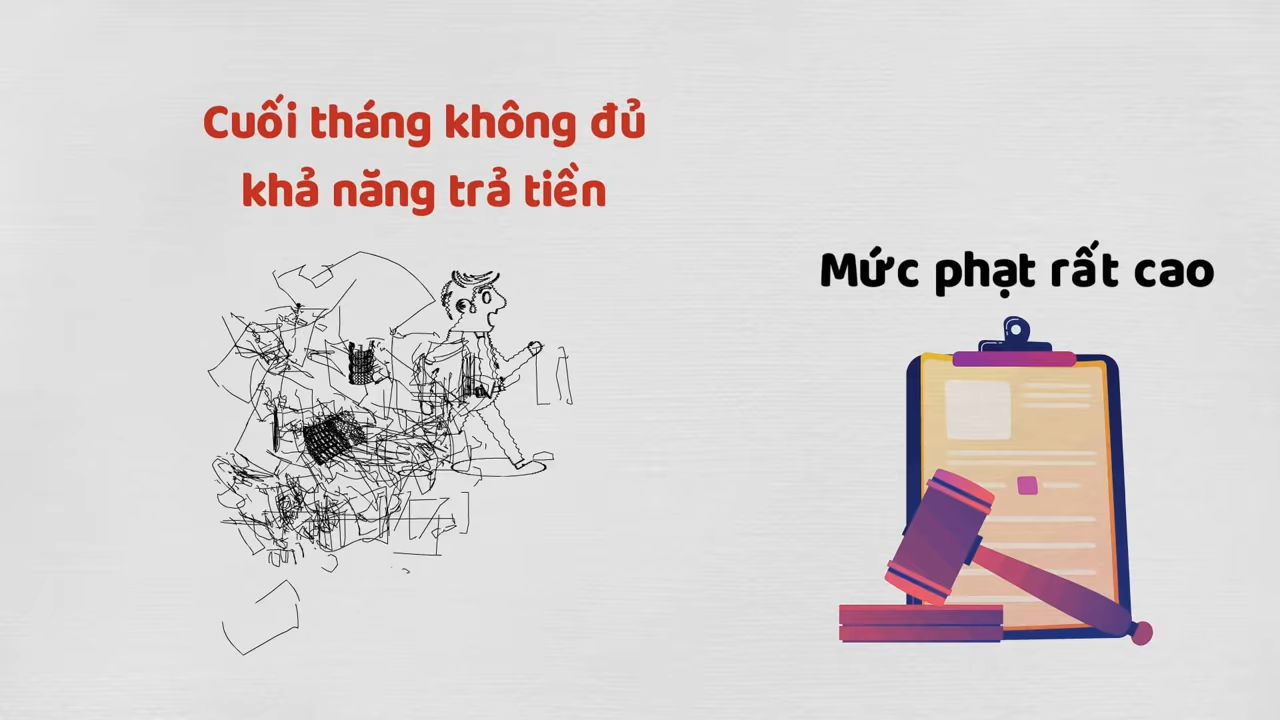 Cuối tháng không đủ
khả năng trả tiền
Mức phạt rất cao